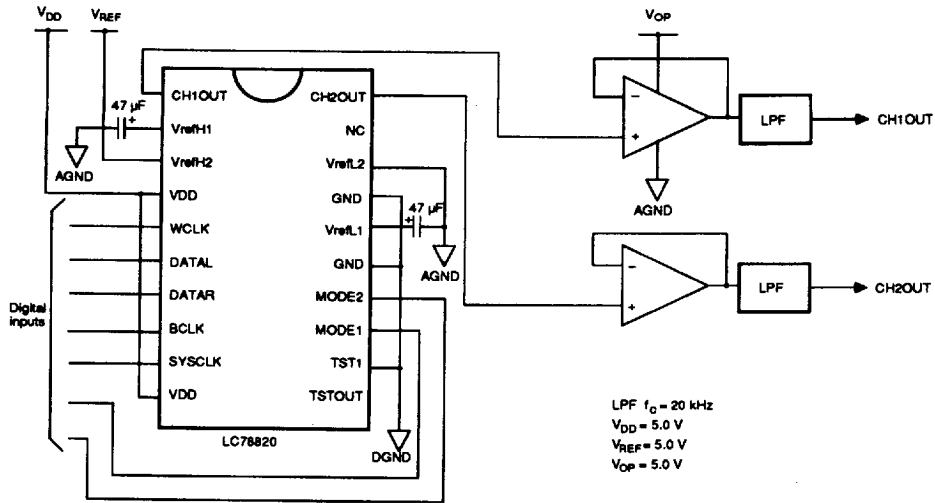 VDD
VREF
VOP
47 µF
+
CH1OUT
CH2OUT
VrefH1
NC
AGND
VrefH2
VrefL2
VDD
GND
47 µF
+
WCLK
VrefL1
AGND
DATAL
GND
DATAR
MODE2
Digital
inputs
BCLK
MODE1
SYSCLK
TST1
VDD
TSTOUT
LC78820
DGND
−
+
LPF
CH1OUT
AGND
−
+
LPF
CH2OUT
LPF fC = 20 kHz
VDD = 5.0 V
VREF = 5.0 V
VOP = 5.0 V